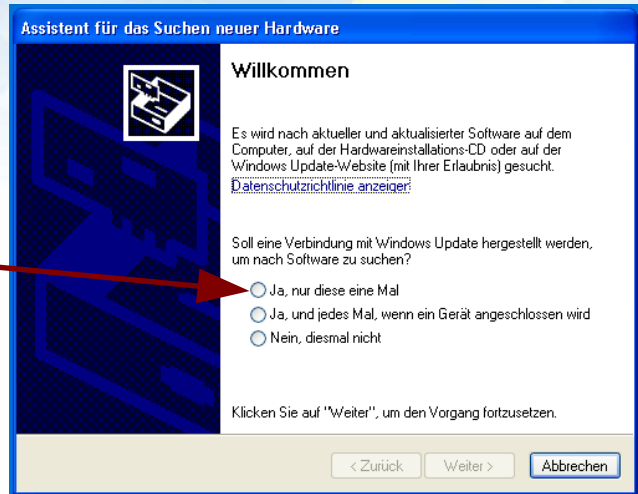 Assistent für das Suchen neuer Hardware
Willkommen
Es wird nach aktueller und aktualisierter Software auf dem
Computer, auf der Hardwareinstallations-CD oder auf der
Windows Update-Website (mit Ihrer Erlaubnis) gesucht.
Datenschutzrichtlinie anzeigen
Soll eine Verbindung mit Windows Update hergestellt werden,
um nach Software zu suchen?
Ja, nur diese eine Mal
Ja, und jedes Mal, wenn ein Gerät angeschlossen wird
Nein, diesmal nicht
Klicken Sie auf "Weiter", um den Vorgang fortzusetzen.
< Zurück Weiter > Abbrechen